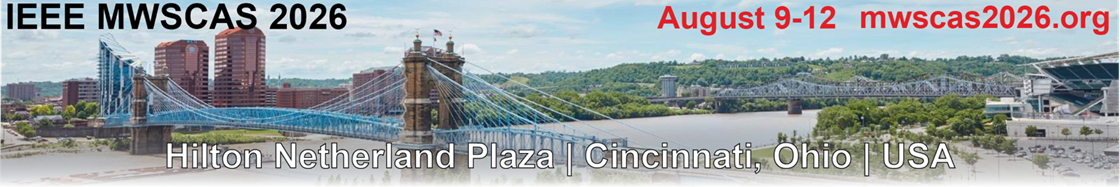 IEEE MWSCAS 2026
August 9-12 mwscas2026.org
Hilton Netherland Plaza | Cincinnati, Ohio | USA